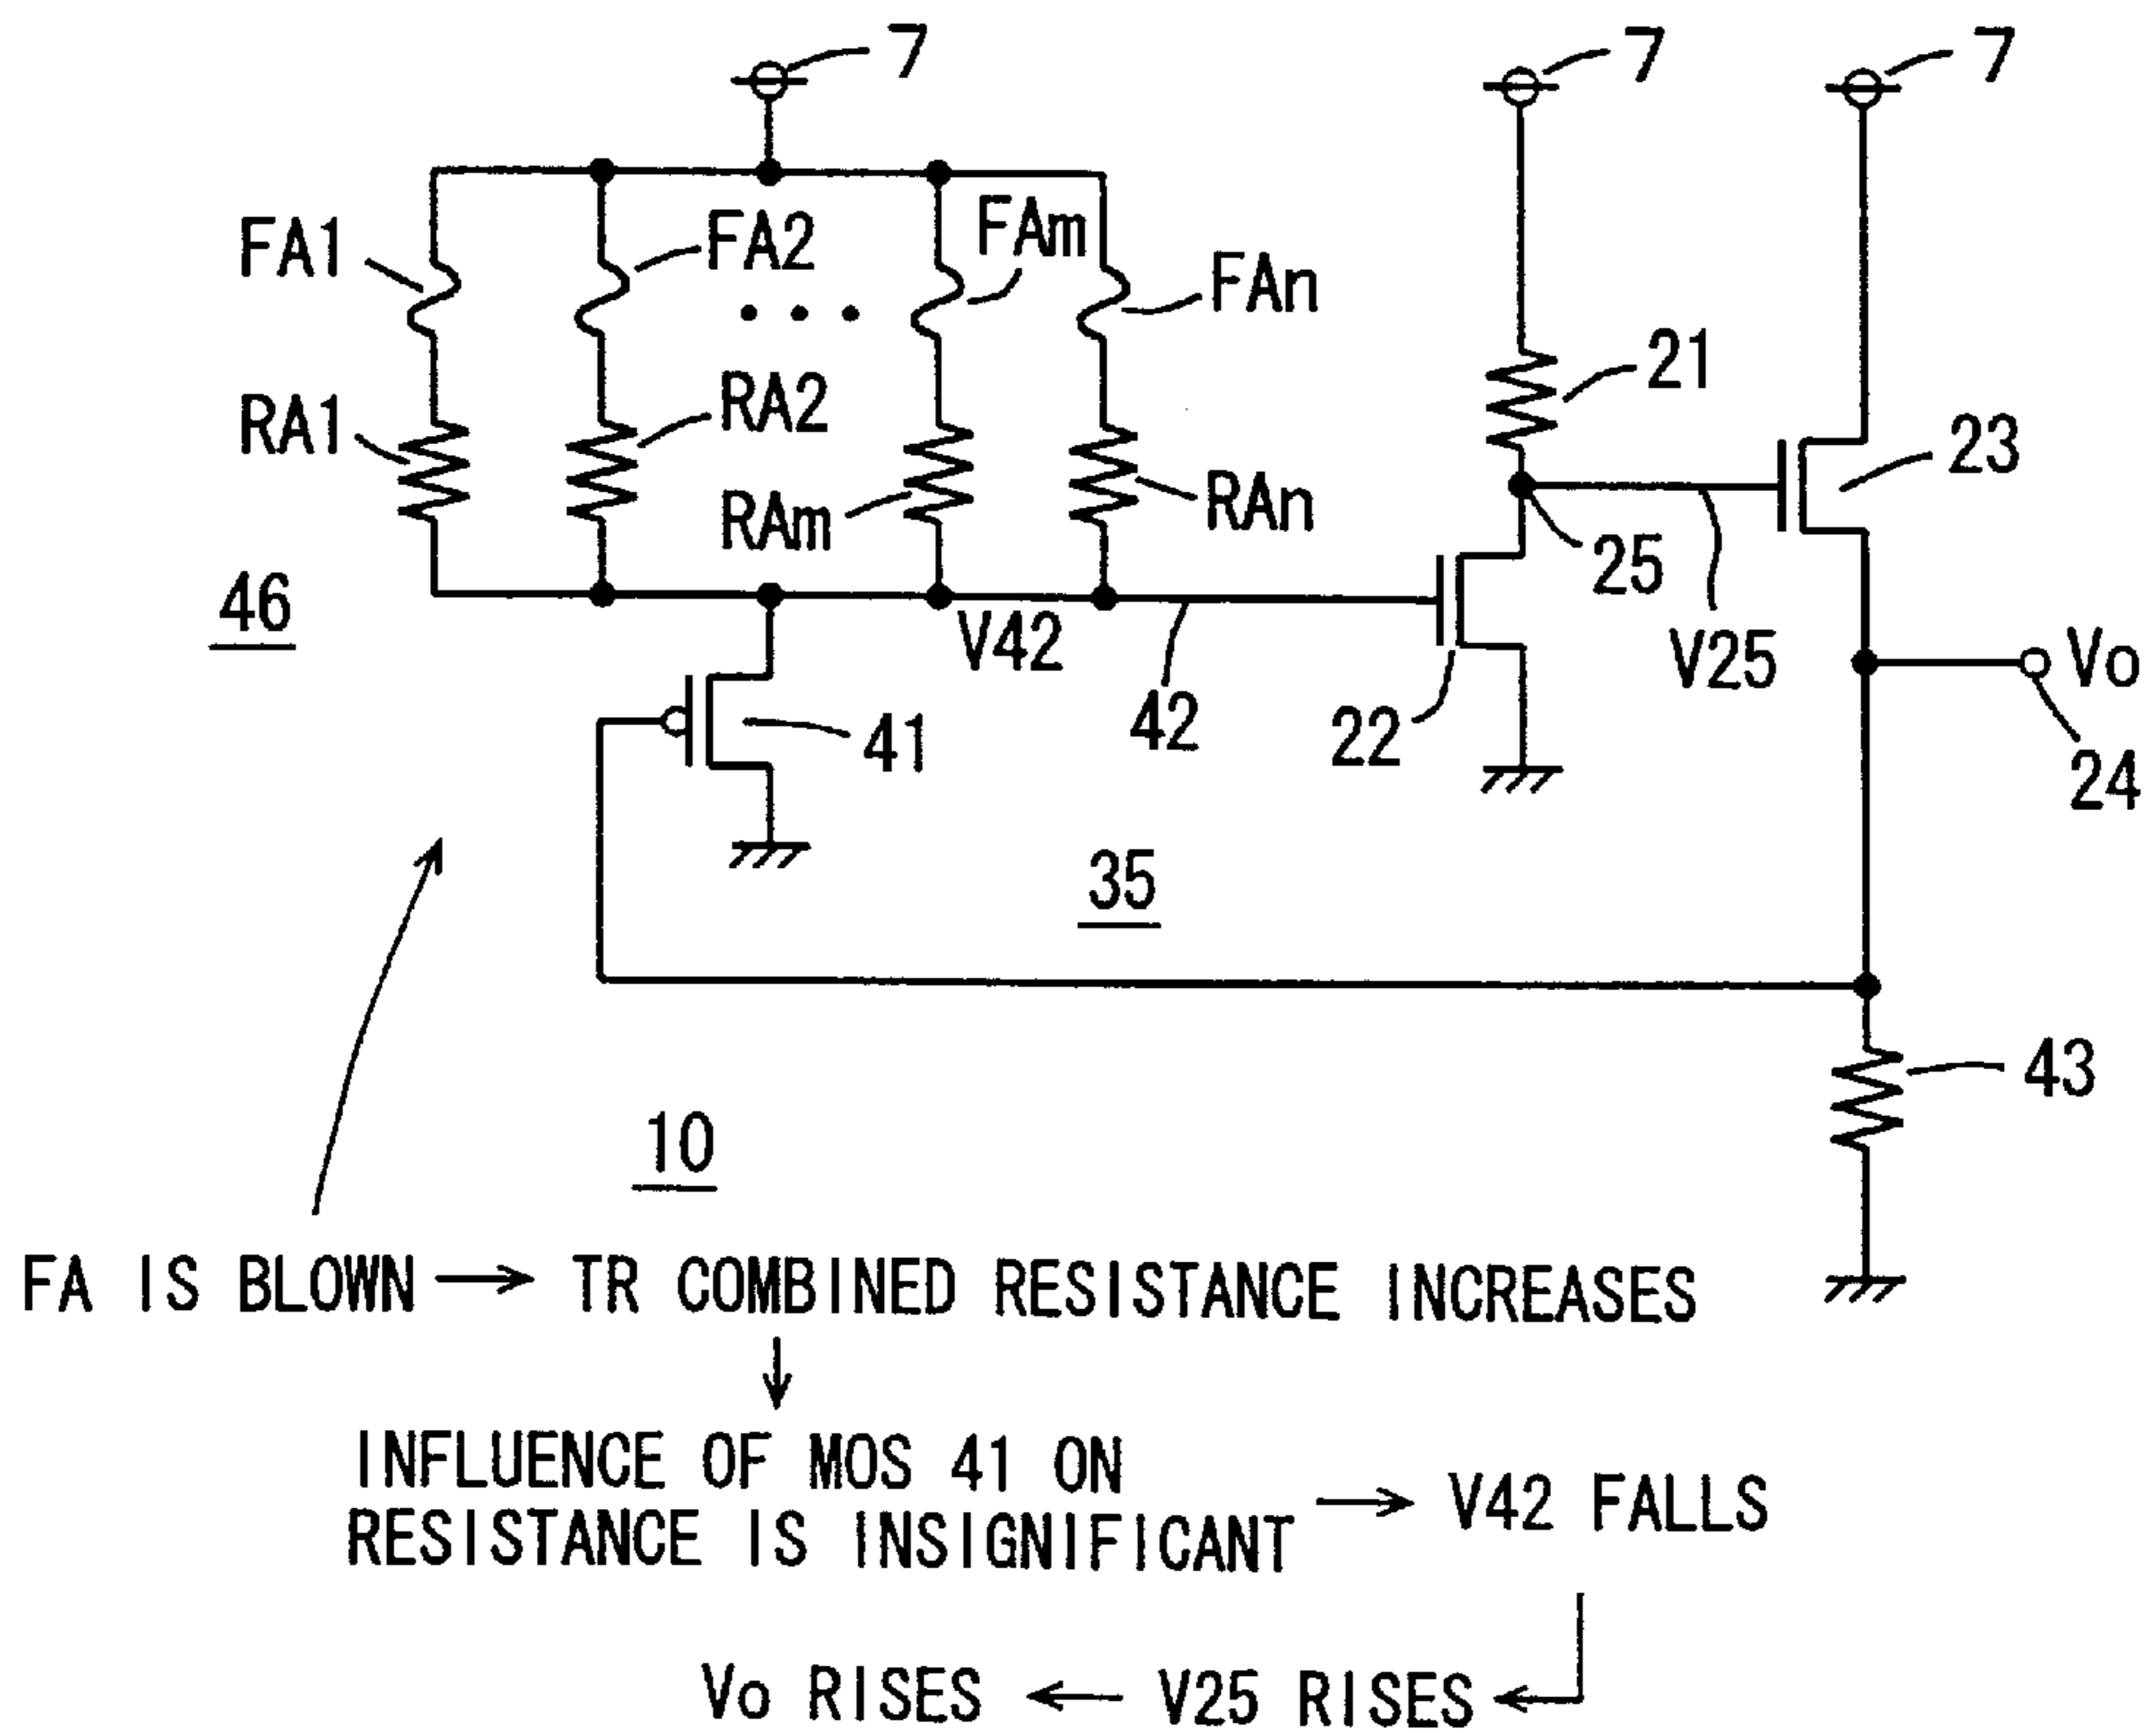 7
7
7
FA1
FA2
FAm
FAn
RA1
RA2
RAm
RAn
21
23
25
46
V42
42
22
V25
Vo
24
41
35
43
10
FA IS BLOWN → TR COMBINED RESISTANCE INCREASES
INFLUENCE OF MOS 41 ON
RESISTANCE IS INSIGNIFICANT → V42 FALLS
Vo RISES ← V25 RISES